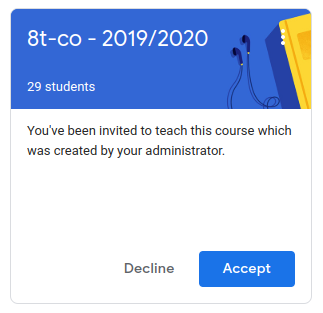 8t-co - 2019/2020
29 students
You've been invited to teach this course which
was created by your administrator.
Decline Accept